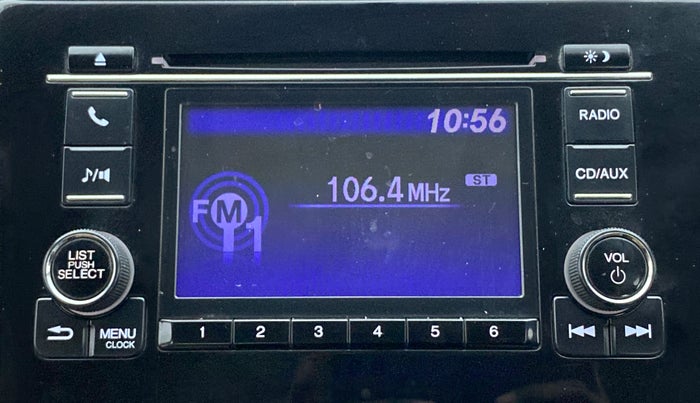 10:56
RADIO
106.4 MHz ST
CD/AUX
FM1
LIST
PUSH
SELECT
VOL
MENU
CLOCK
1 2 3 4 5 6